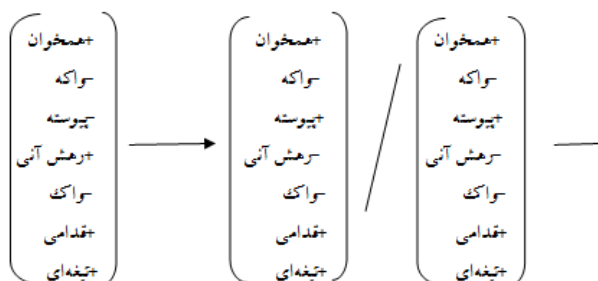 +همخوان
-واکه
-پیوسته
+رهش آنی
-واک
+قدامی
+تیغه‌ای
+همخوان
-واکه
+پیوسته
-رهش آنی
-واک
+قدامی
+تیغه‌ای
+همخوان
-واکه
+پیوسته
-رهش آنی
-واک
+قدامی
+تیغه‌ای